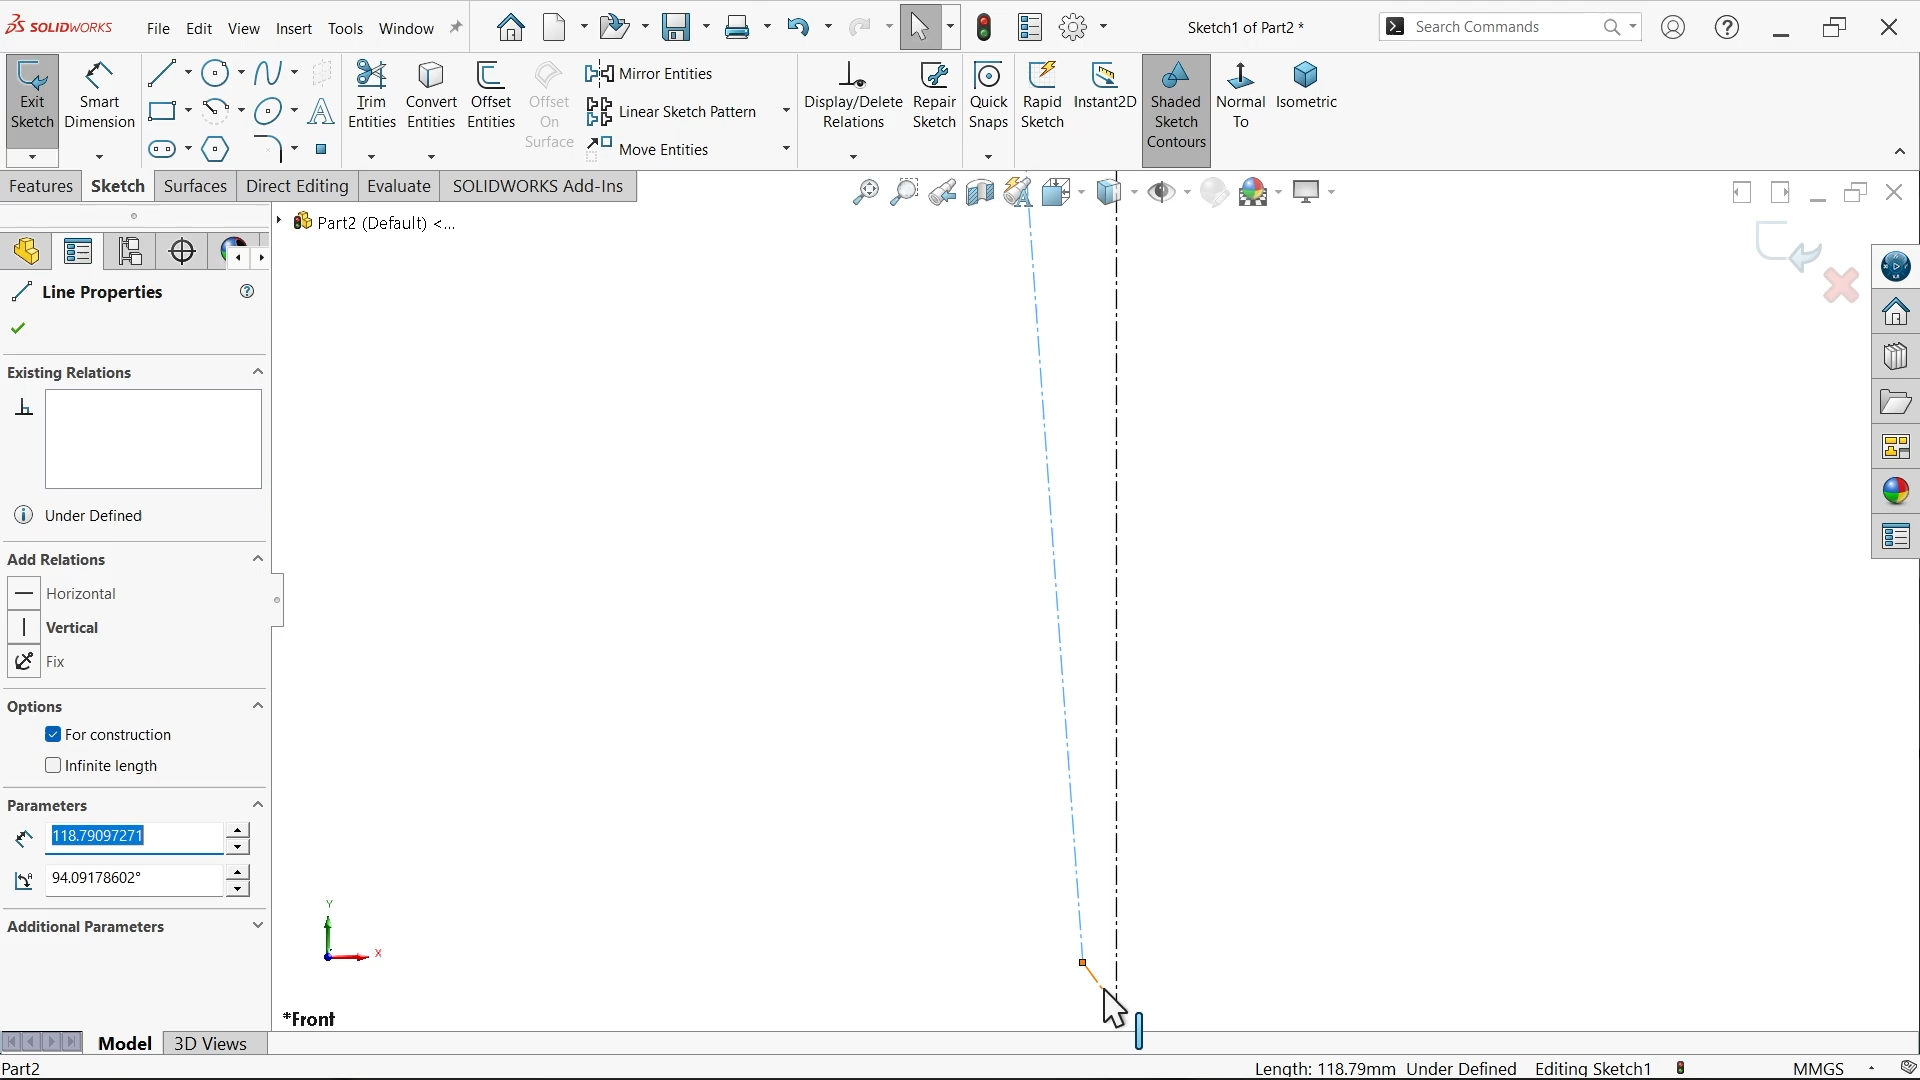 SOLIDWORKS
File Edit View Insert Tools Window
Sketch1 of Part2 *
Search Commands
Exit Sketch
Smart Dimension
Trim Entities
Convert Entities
Offset Entities
Offset On Surface
Mirror Entities
Linear Sketch Pattern
Move Entities
Display/Delete Relations
Repair Sketch
Quick Snaps
Rapid Sketch
Instant2D
Shaded Sketch Contours
Normal To
Isometric
Features Sketch Surfaces Direct Editing Evaluate SOLIDWORKS Add-Ins
Part2 (Default) <...
Line Properties
Existing Relations
Under Defined
Add Relations
Horizontal
Vertical
Fix
Options
For construction
Infinite length
Parameters
118.79097271
94.09178602°
Additional Parameters
Y
X
*Front
Model 3D Views
Part2 Length: 118.79mm Under Defined Editing Sketch1 MMGS